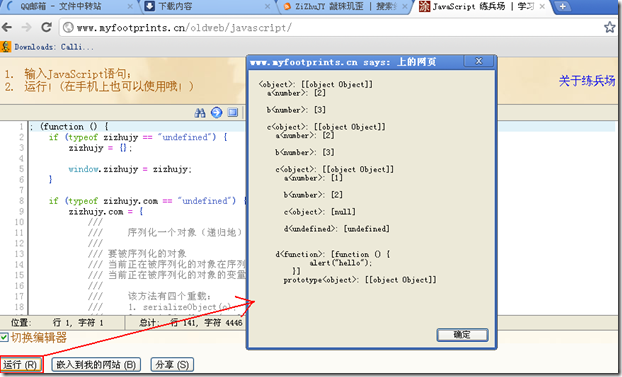 QQ邮箱 - 文件中转站
下载内容
ZiZhuJY
搜索
JavaScript 练兵场 | 学习
www.myfootprints.cn/oldweb/javascript/
Downloads: Calli...
1. 输入JavaScript语句;
2. 运行! (在手机上也可以使用哦! )
关于练兵场
1 ; (function () {
2 if (typeof zizhujy == "undefined") {
3 zizhujy = {};
4
5 window.zizhujy = zizhujy;
6 }
7
8 if (typeof zizhujy.com == "undefined") {
9 zizhujy.com = {
10 ///
11 /// 序列化一个对象（递归地）
12 ///
13 /// 要被序列化的对象
14 /// 当前正在被序列化的对象在序列
15 /// 当前正在被序列化的对象的变量
16 ///
17 /// 该方法有四个重载:
18 /// 1. serializeObject(o);
位置: 行 1, 字符 1 总计: 行 141, 字符 4446
切换编辑器
运行 (R)
嵌入到我的网站 (B)
分享 (S)
www.myfootprints.cn says: 上的网页
<object>: [[object Object]]
a<number>: [2]
b<number>: [3]
c<object>: [[object Object]]
a<number>: [2]
b<number>: [3]
c<object>: [[object Object]]
a<number>: [1]
b<number>: [2]
c<object>: [null]
d<undefined>: [undefined]
d<function>: [function () {
alert("hello");
}]
prototype<object>: [[object Object]]
确定